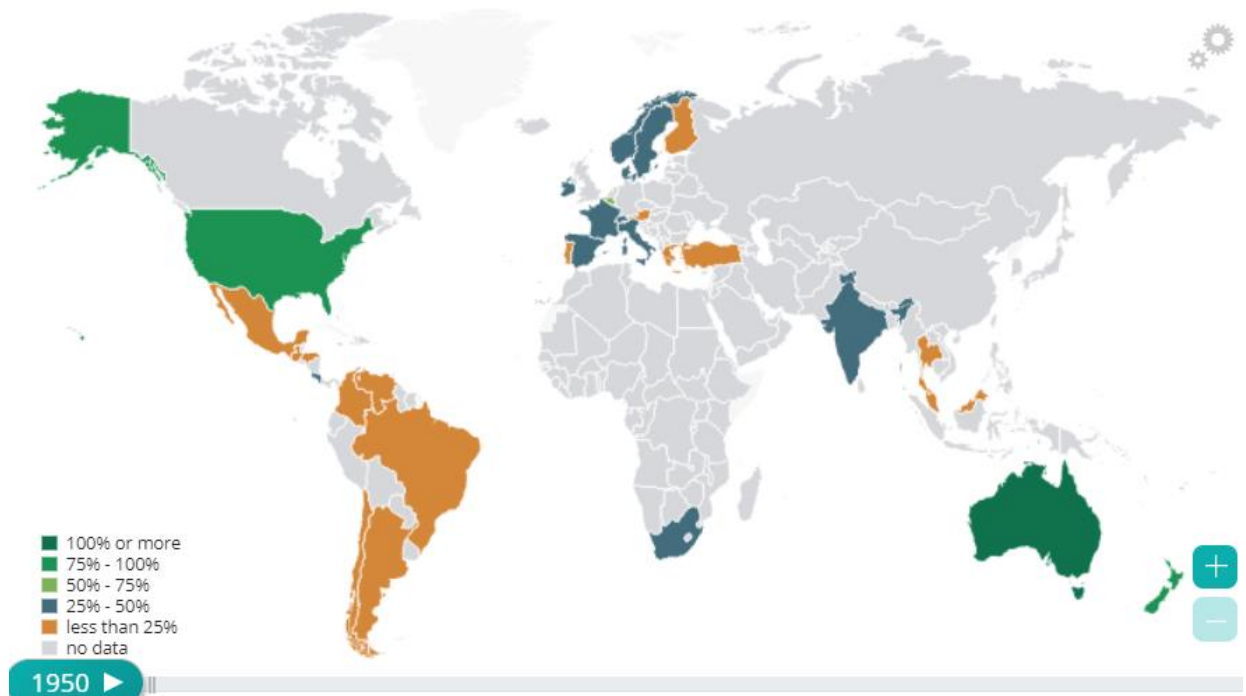 100% or more
75% - 100%
50% - 75%
25% - 50%
less than 25%
no data
1950